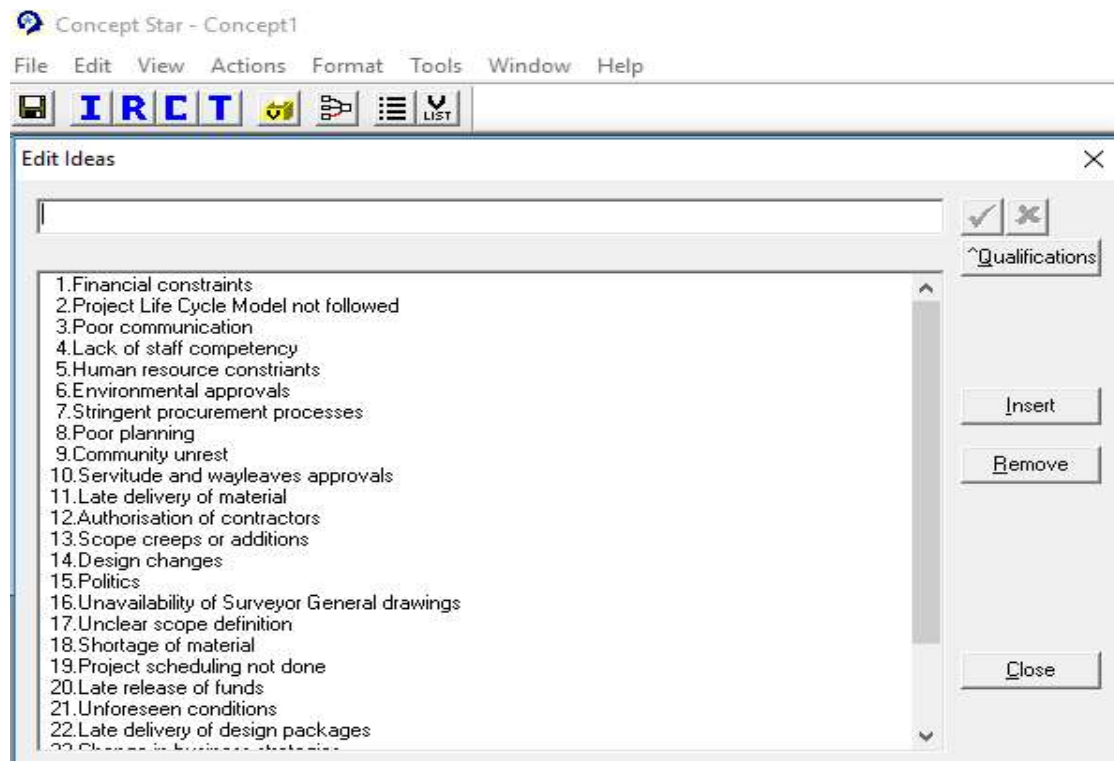 Concept Star - Concept1
File Edit View Actions Format Tools Window Help
I R C T V LIST
Edit Ideas
^Qualifications
1.Financial constraints
2.Project Life Cycle Model not followed
3.Poor communication
4.Lack of staff competency
5.Human resource constriants
6.Environmental approvals
7.Stringent procurement processes
Insert
8.Poor planning
9.Community unrest
Remove
10.Servitude and wayleaves approvals
11.Late delivery of material
12.Authorisation of contractors
13.Scope creeps or additions
14.Design changes
15.Politics
16.Unavailability of Surveyor General drawings
17.Unclear scope definition
18.Shortage of material
19.Project scheduling not done
Close
20.Late release of funds
21.Unforeseen conditions
22.Late delivery of design packages